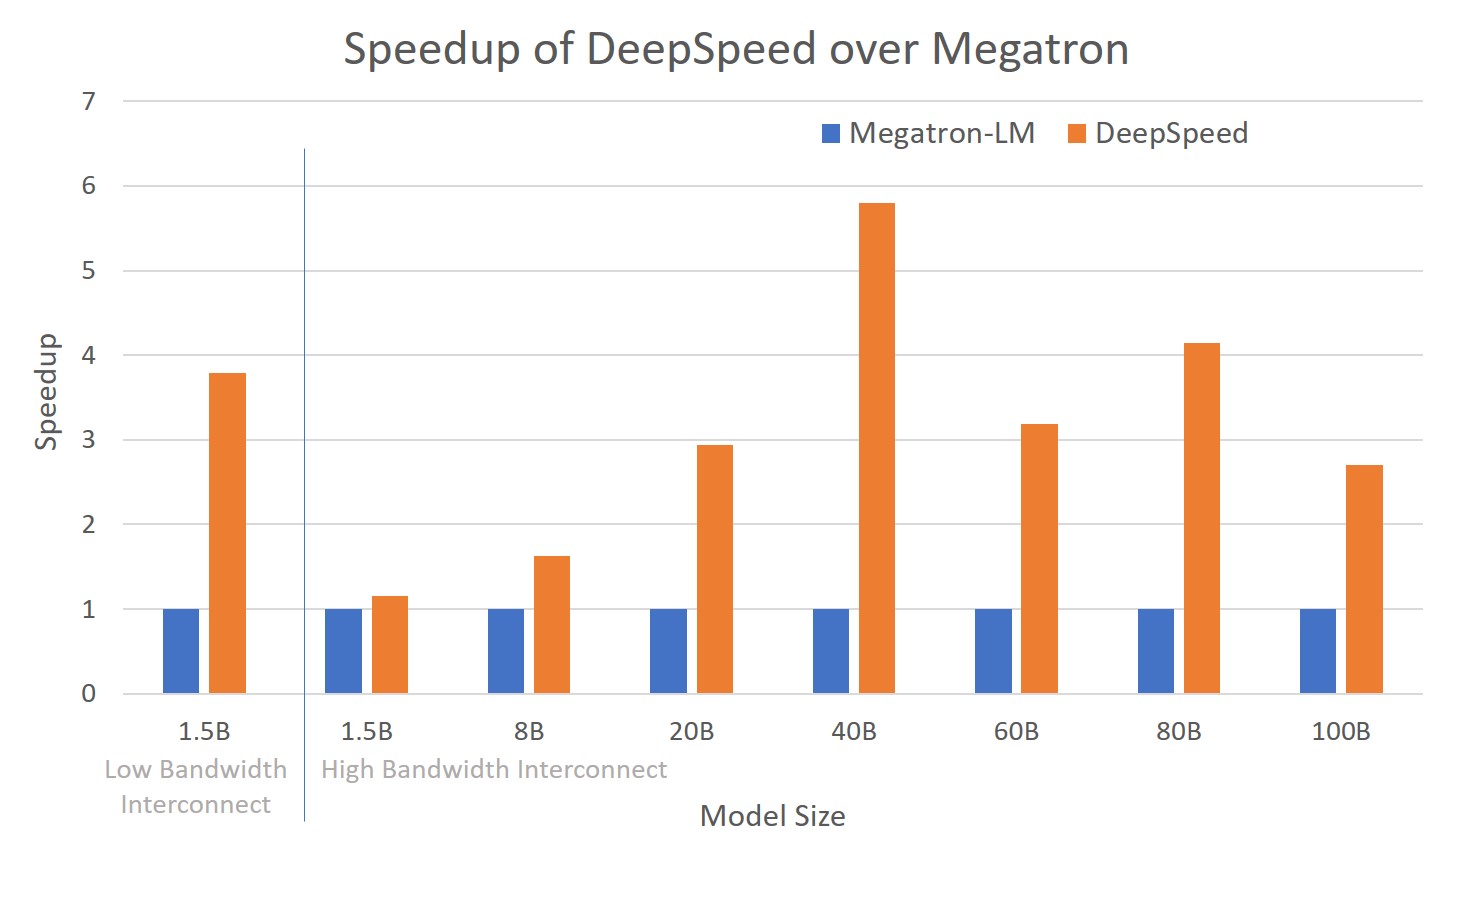 Speedup of DeepSpeed over Megatron
7
Megatron-LM DeepSpeed
6
5
4
3
2
1
0
Speedup
1.5B 1.5B 8B 20B 40B 60B 80B 100B
Low Bandwidth High Bandwidth Interconnect
Interconnect
Model Size